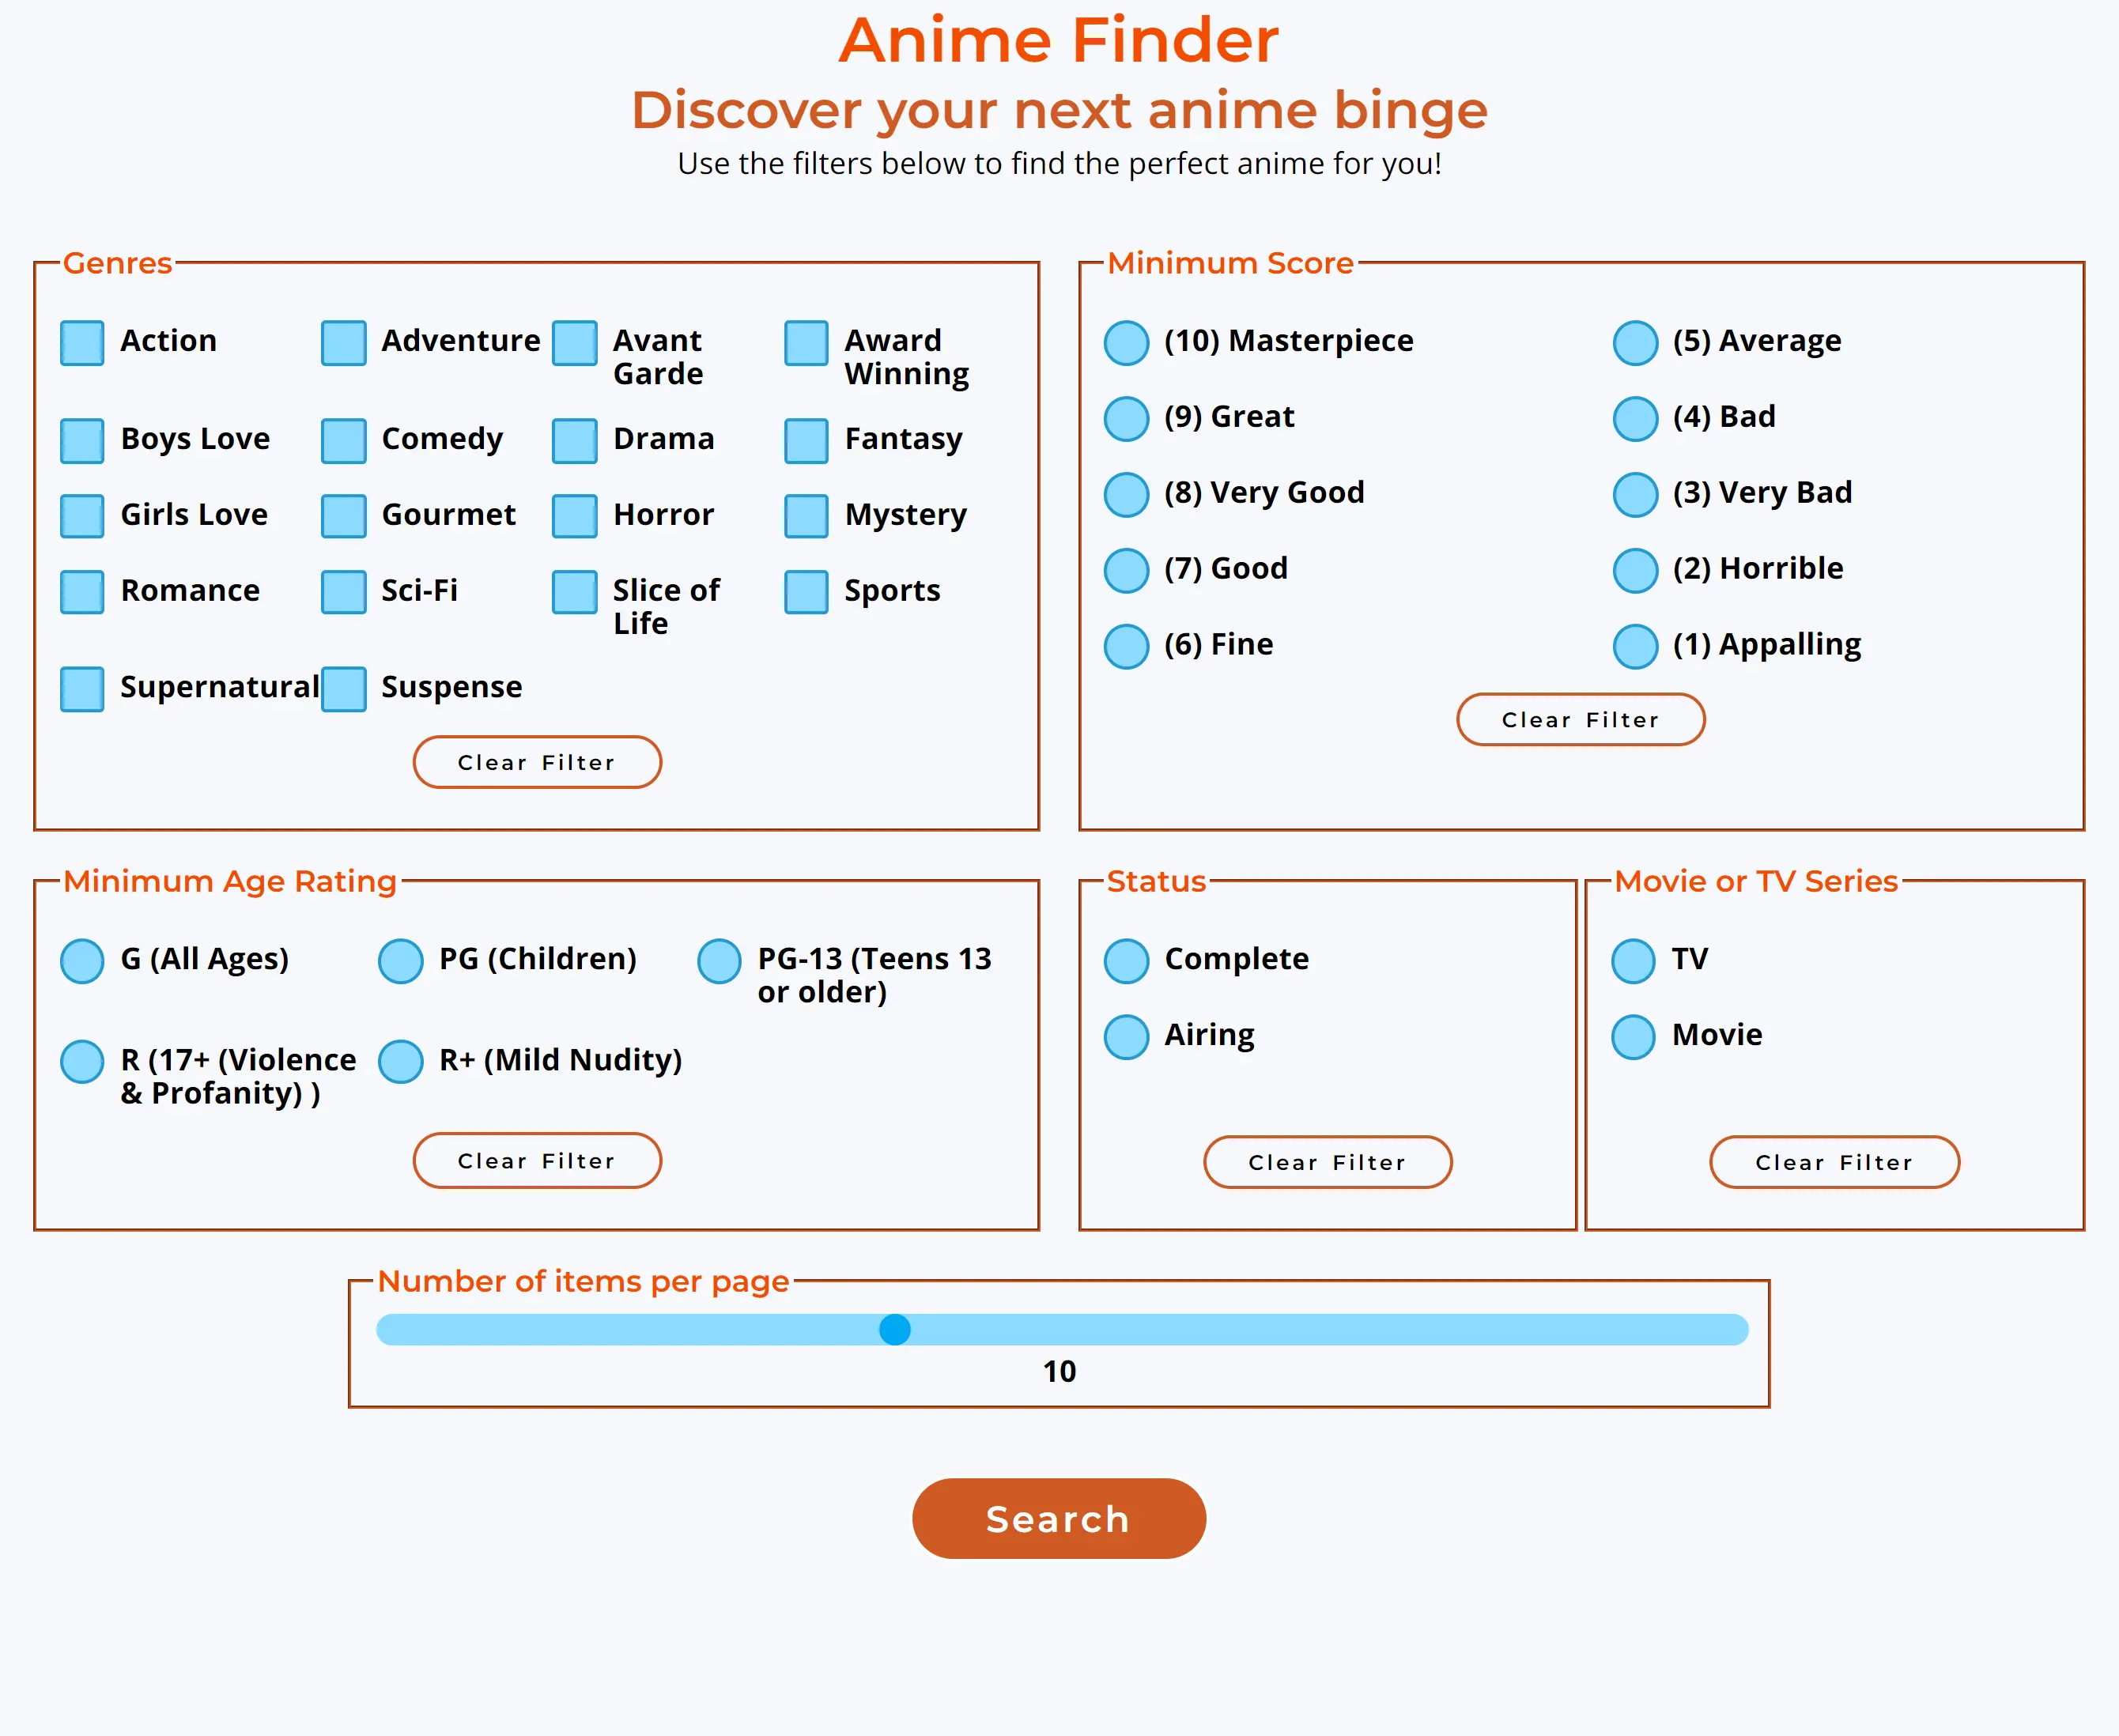 Anime Finder
Discover your next anime binge
Use the filters below to find the perfect anime for you!
Genres
Action
Adventure
Avant
Garde
Award
Winning
Boys Love
Comedy
Drama
Fantasy
Girls Love
Gourmet
Horror
Mystery
Romance
Sci-Fi
Slice of
Life
Sports
Supernatural
Suspense
Clear Filter
Minimum Score
(10) Masterpiece
(9) Great
(8) Very Good
(7) Good
(6) Fine
(5) Average
(4) Bad
(3) Very Bad
(2) Horrible
(1) Appalling
Clear Filter
Minimum Age Rating
G (All Ages)
PG (Children)
PG-13 (Teens 13
or older)
R (17+ (Violence
& Profanity) )
R+ (Mild Nudity)
Clear Filter
Status
Complete
Airing
Clear Filter
Movie or TV Series
TV
Movie
Clear Filter
Number of items per page
10
Search